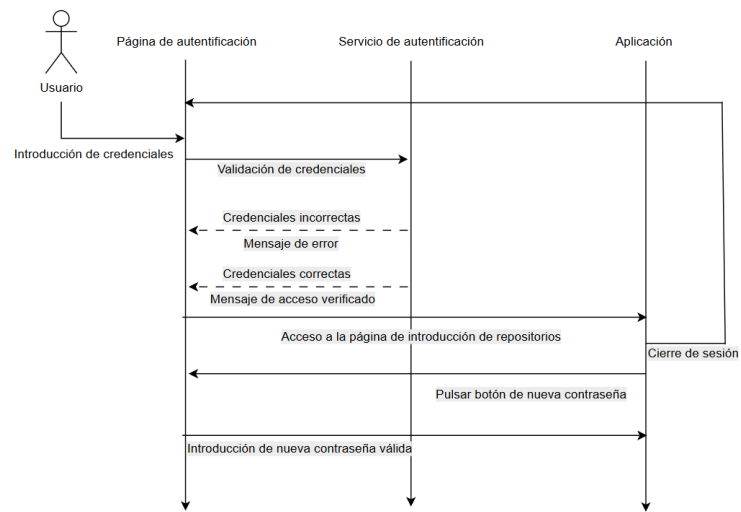 Página de autentificación
Servicio de autentificación
Aplicación
Usuario
Introducción de credenciales
Validación de credenciales
Credenciales incorrectas
Mensaje de error
Credenciales correctas
Mensaje de acceso verificado
Acceso a la página de introducción de repositorios
Cierre de sesión
Pulsar botón de nueva contraseña
Introducción de nueva contraseña válida